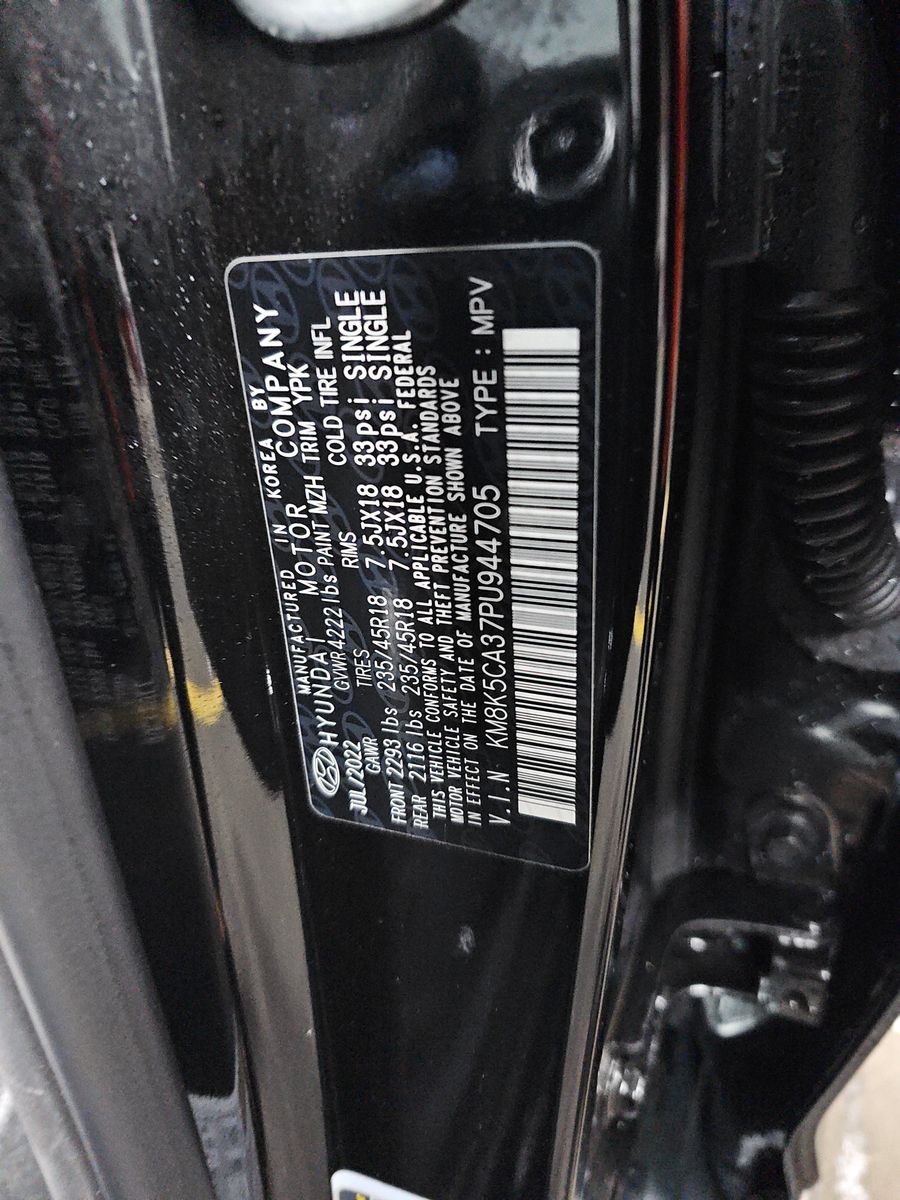 MANUFACTURED IN KOREA BY
HYUNDAI MOTOR COMPANY
JUL/2022 GVWR 4222 lbs PAINT MZH TRIM YPK
GAWR TIRES RIMS COLD TIRE INFL
FRONT 2293 lbs 235/45R18 7.5JX18 33psi SINGLE
REAR 2116 lbs 235/45R18 7.5JX18 33psi SINGLE
THIS VEHICLE CONFORMS TO ALL APPLICABLE U.S.A. FEDERAL
MOTOR VEHICLE SAFETY AND THEFT PREVENTION STANDARDS
IN EFFECT ON THE DATE OF MANUFACTURE SHOWN ABOVE
V.I.N KM8K5CA37PU944705 TYPE : MPV